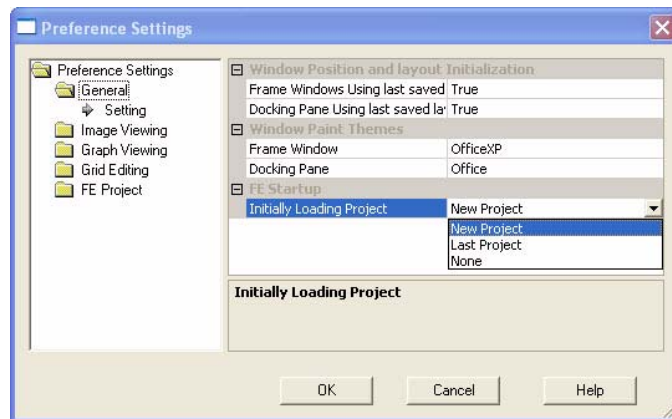 Preference Settings
Preference Settings
General
Setting
Image Viewing
Graph Viewing
Grid Editing
FE Project
Window Position and layout Initialization
Frame Windows Using last saved True
Docking Pane Using last saved la True
Window Paint Themes
Frame Window OfficeXP
Docking Pane Office
FE Startup
Initially Loading Project New Project
New Project
Last Project
None
Initially Loading Project
OK Cancel Help